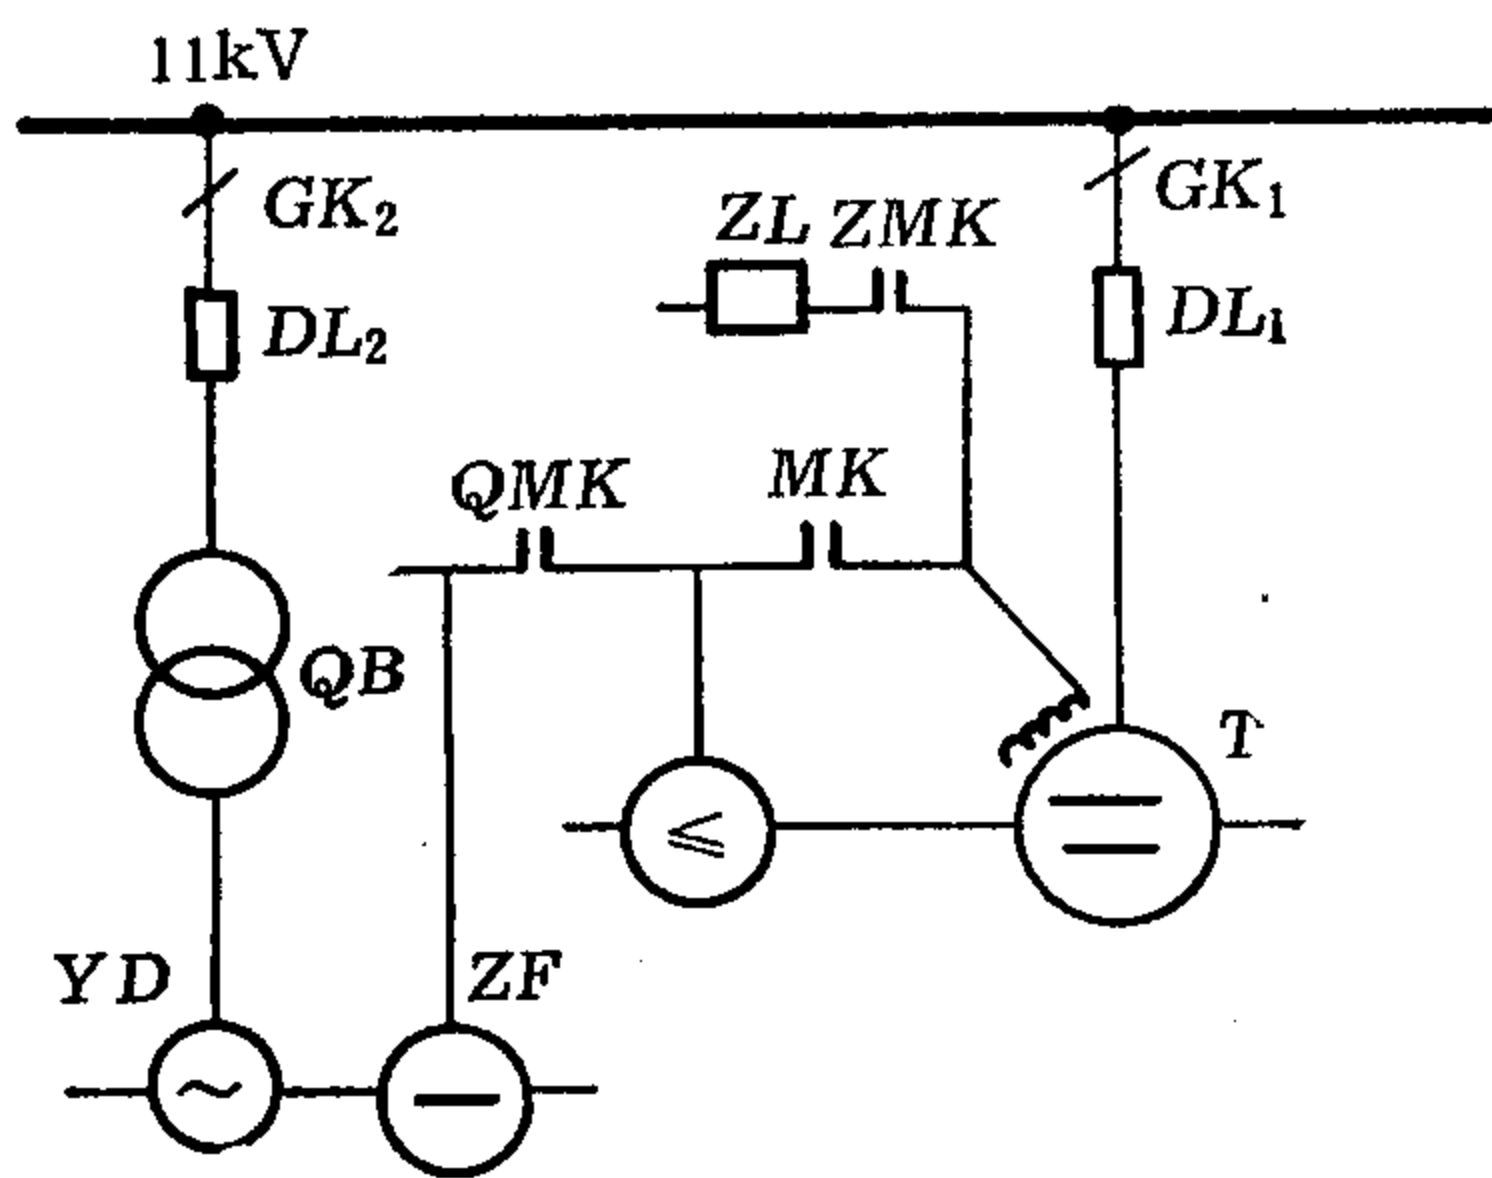 11kV
GK₂
GK₁
ZL ZMK
DL₂
DL₁
QMK
MK
QB
T
YD
ZF